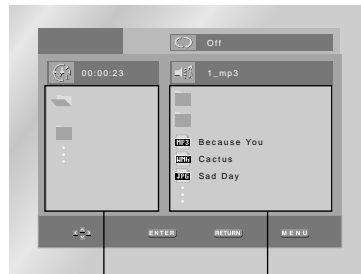 Off
00:00:23
1_mp3
MP3 Because You
WMA Cactus
JPG Sad Day
ENTER RETURN MENU